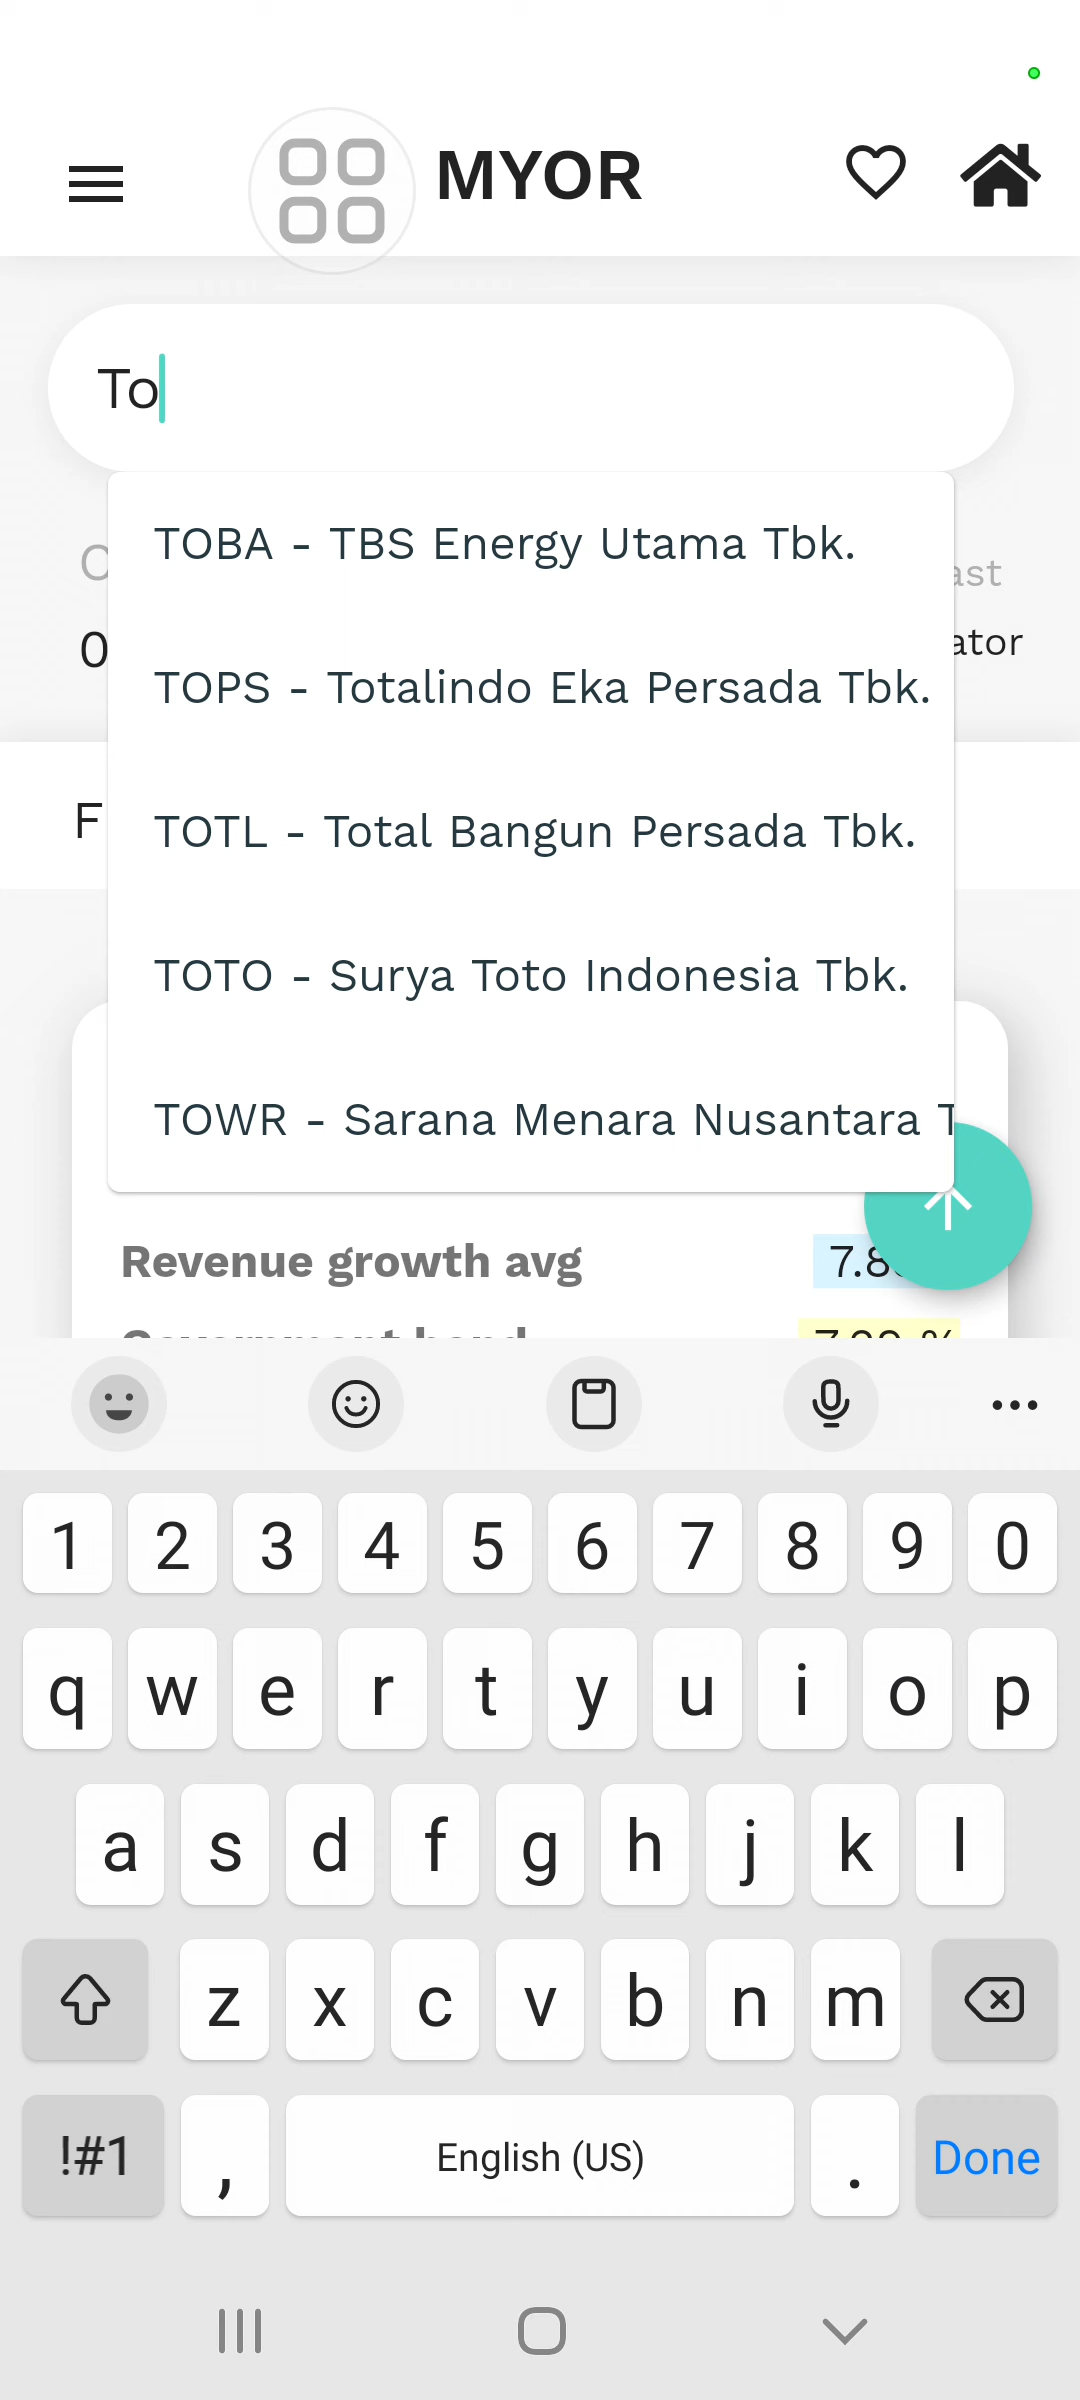 MYOR
To
TOBA - TBS Energy Utama Tbk.
TOPS - Totalindo Eka Persada Tbk.
TOTL - Total Bangun Persada Tbk.
TOTO - Surya Toto Indonesia Tbk.
TOWR - Sarana Menara Nusantara T
Revenue growth avg
1 2 3 4 5 6 7 8 9 0
q w e r t y u i o p
a s d f g h j k l
z x c v b n m
!#1 , English (US) . Done